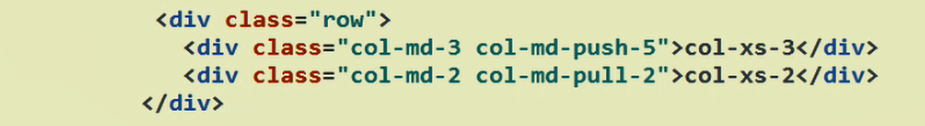 <div class="row">
<div class="col-md-3 col-md-push-5">col-xs-3</div>
<div class="col-md-2 col-md-pull-2">col-xs-2</div>
</div>